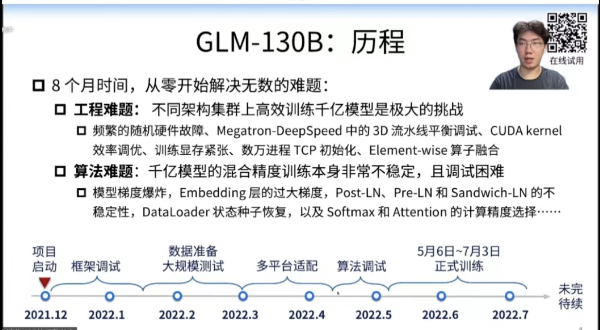 GLM-130B：历程
在线试用
8 个月时间，从零开始解决无数的难题：
工程难题： 不同架构集群上高效训练千亿模型是极大的挑战
频繁的随机硬件故障、Megatron-DeepSpeed 中的 3D 流水线平衡调试、CUDA kernel
效率调优、训练显存紧张、数万进程 TCP 初始化、Element-wise 算子融合
算法难题：千亿模型的混合精度训练本身非常不稳定，且调试困难
模型梯度爆炸，Embedding 层的过大梯度，Post-LN、Pre-LN 和 Sandwich-LN 的不
稳定性，DataLoader 状态种子恢复，以及 Softmax 和 Attention 的计算精度选择……
项目
启动
框架调试
数据准备
大规模测试
多平台适配
算法调试
5月6日~7月3日
正式训练
未完
待续
2021.12 2022.1 2022.2 2022.3 2022.4 2022.5 2022.6 2022.7